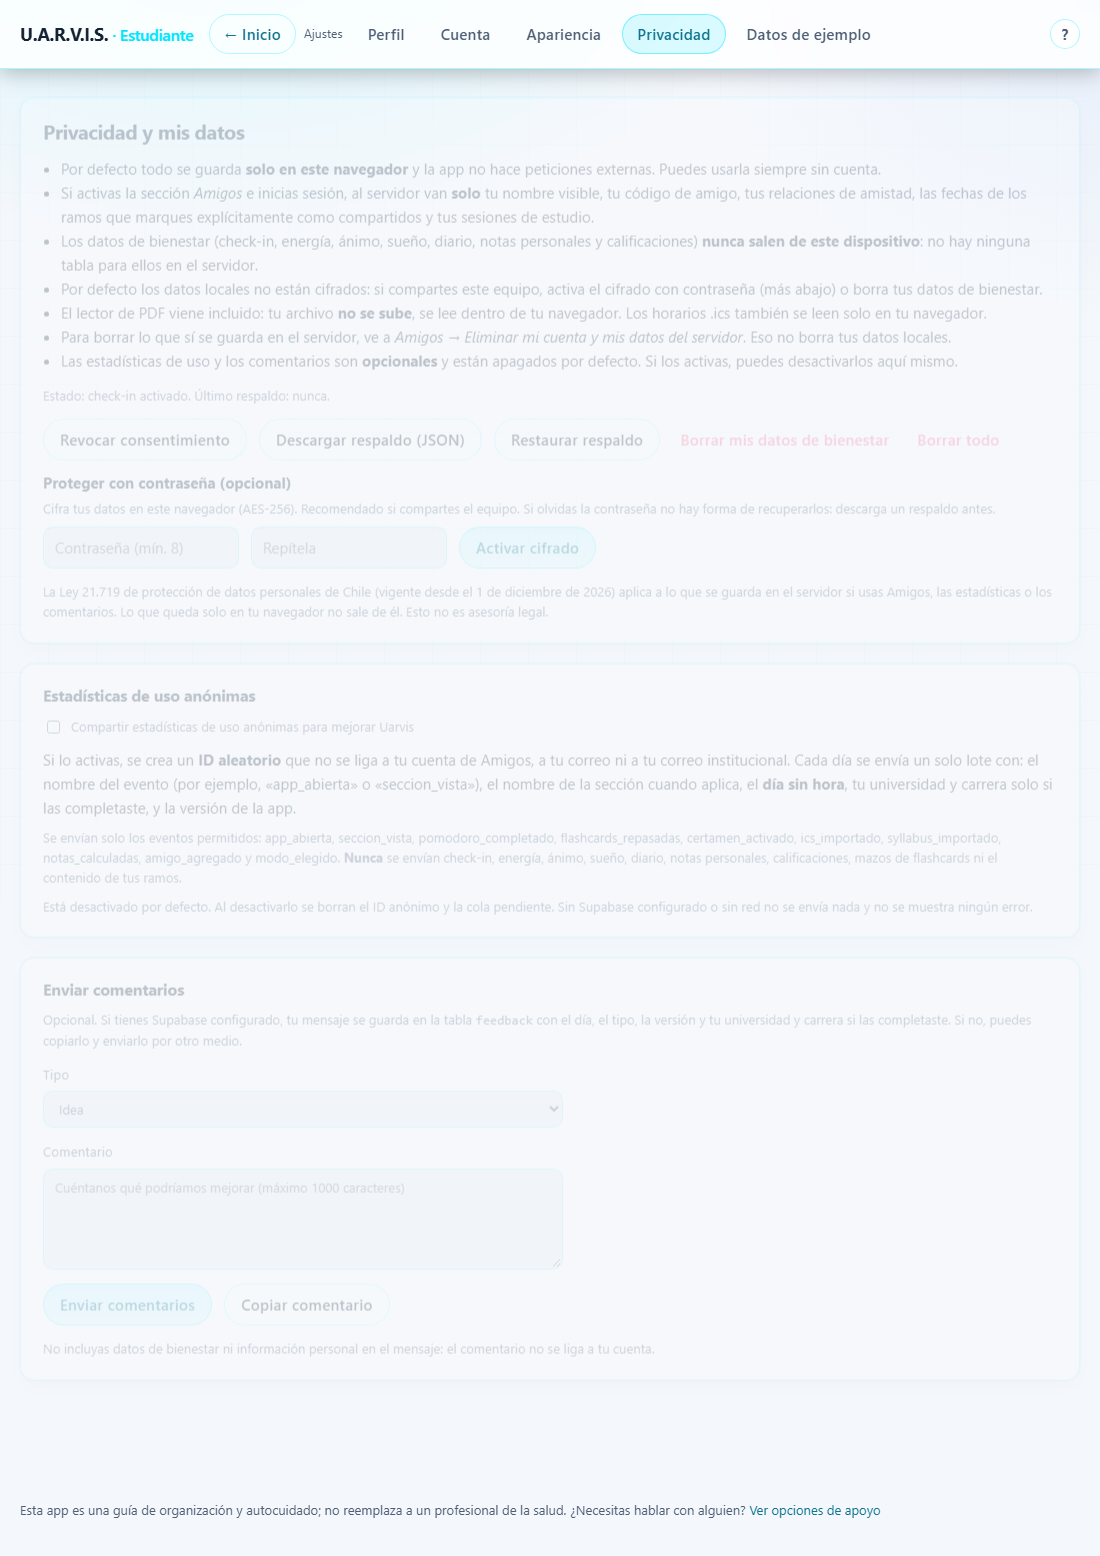 U.A.R.V.I.S. · Estudiante
← Inicio
Ajustes
Perfil
Cuenta
Apariencia
Privacidad
Datos de ejemplo
?
Privacidad y mis datos
• Por defecto todo se guarda solo en este navegador y la app no hace peticiones externas. Puedes usarla siempre sin cuenta.
• Si activas la sección Amigos e inicias sesión, al servidor van solo tu nombre visible, tu código de amigo, tus relaciones de amistad, las fechas de los
ramos que marques explícitamente como compartidos y tus sesiones de estudio.
• Los datos de bienestar (check-in, energía, ánimo, sueño, diario, notas personales y calificaciones) nunca salen de este dispositivo: no hay ninguna
tabla para ellos en el servidor.
• Por defecto los datos locales no están cifrados: si compartes este equipo, activa el cifrado con contraseña (más abajo) o borra tus datos de bienestar.
• El lector de PDF viene incluido: tu archivo no se sube, se lee dentro de tu navegador. Los horarios .ics también se leen solo en tu navegador.
• Para borrar lo que sí se guarda en el servidor, ve a Amigos → Eliminar mi cuenta y mis datos del servidor. Eso no borra tus datos locales.
• Las estadísticas de uso y los comentarios son opcionales y están apagados por defecto. Si los activas, puedes desactivarlos aquí mismo.
Estado: check-in activado. Último respaldo: nunca.
Revocar consentimiento
Descargar respaldo (JSON)
Restaurar respaldo
Borrar mis datos de bienestar
Borrar todo
Proteger con contraseña (opcional)
Cifra tus datos en este navegador (AES-256). Recomendado si compartes el equipo. Si olvidas la contraseña no hay forma de recuperarlos: descarga un respaldo antes.
Contraseña (mín. 8)
Repítela
Activar cifrado
La Ley 21.719 de protección de datos personales de Chile (vigente desde el 1 de diciembre de 2026) aplica a lo que se guarda en el servidor si usas Amigos, las estadísticas o los
comentarios. Lo que queda solo en tu navegador no sale de él. Esto no es asesoría legal.
Estadísticas de uso anónimas
Compartir estadísticas de uso anónimas para mejorar Uarvis
Si lo activas, se crea un ID aleatorio que no se liga a tu cuenta de Amigos, a tu correo ni a tu correo institucional. Cada día se envía un solo lote con: el
nombre del evento (por ejemplo, «app_abierta» o «seccion_vista»), el nombre de la sección cuando aplica, el día sin hora, tu universidad y carrera solo si
las completaste, y la versión de la app.
Se envían solo los eventos permitidos: app_abierta, seccion_vista, pomodoro_completado, flashcards_repasadas, certamen_activado, ics_importado, syllabus_importado,
notas_calculadas, amigo_agregado y modo_elegido. Nunca se envían check-in, energía, ánimo, sueño, diario, notas personales, calificaciones, mazos de flashcards ni el
contenido de tus ramos.
Está desactivado por defecto. Al desactivarlo se borran el ID anónimo y la cola pendiente. Sin Supabase configurado o sin red no se envía nada y no se muestra ningún error.
Enviar comentarios
Opcional. Si tienes Supabase configurado, tu mensaje se guarda en la tabla feedback con el día, el tipo, la versión y tu universidad y carrera si las completaste. Si no, puedes
copiarlo y enviarlo por otro medio.
Tipo
Idea
Comentario
Cuéntanos qué podríamos mejorar (máximo 1000 caracteres)
Enviar comentarios
Copiar comentario
No incluyas datos de bienestar ni información personal en el mensaje: el comentario no se liga a tu cuenta.
Esta app es una guía de organización y autocuidado; no reemplaza a un profesional de la salud. ¿Necesitas hablar con alguien? Ver opciones de apoyo